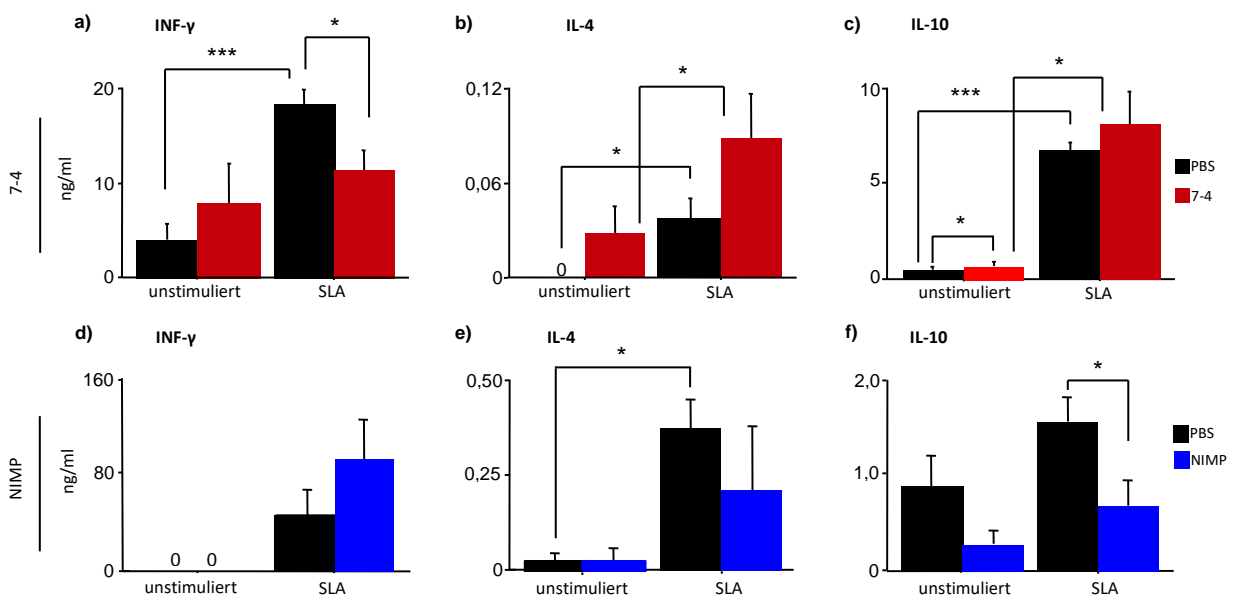 a)
INF-γ
***
*
20
10
0
7-4
ng/ml
unstimuliert
SLA
b)
IL-4
*
*
0,12
0,06
0
0
unstimuliert
SLA
c)
IL-10
***
*
*
10
5
0
unstimuliert
SLA
PBS
7-4
d)
INF-γ
160
80
0
NIMP
ng/ml
0
0
unstimuliert
SLA
e)
IL-4
*
0,50
0,25
0
unstimuliert
SLA
f)
IL-10
*
2,0
1,0
0
unstimuliert
SLA
PBS
NIMP